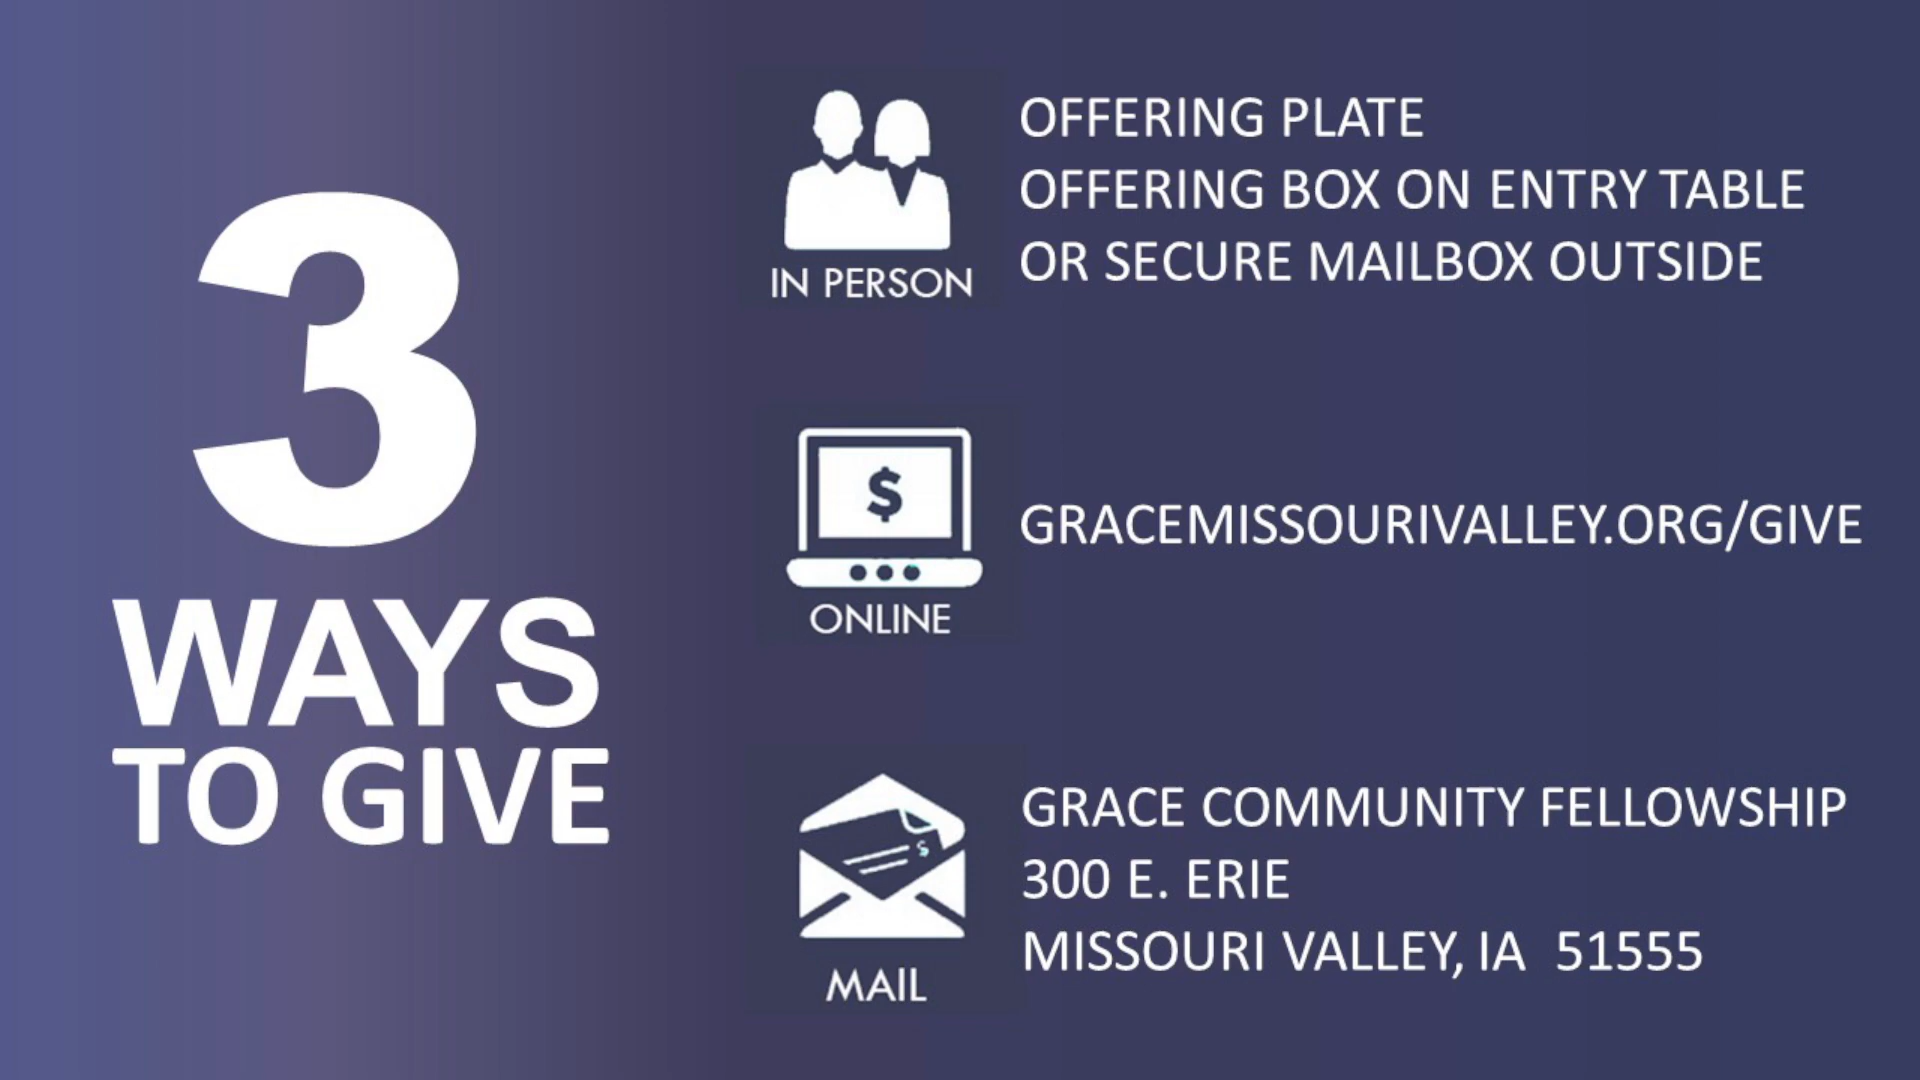 3
WAYS
TO GIVE
OFFERING PLATE
OFFERING BOX ON ENTRY TABLE
OR SECURE MAILBOX OUTSIDE
IN PERSON
$
GRACEMISSOURIVALLEY.ORG/GIVE
ONLINE
$
GRACE COMMUNITY FELLOWSHIP
300 E. ERIE
MISSOURI VALLEY, IA  51555
MAIL